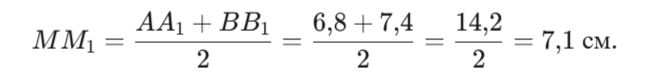 MM₁ = (AA₁ + BB₁)/2 = (6,8 + 7,4)/2 = 14,2/2 = 7,1 см.